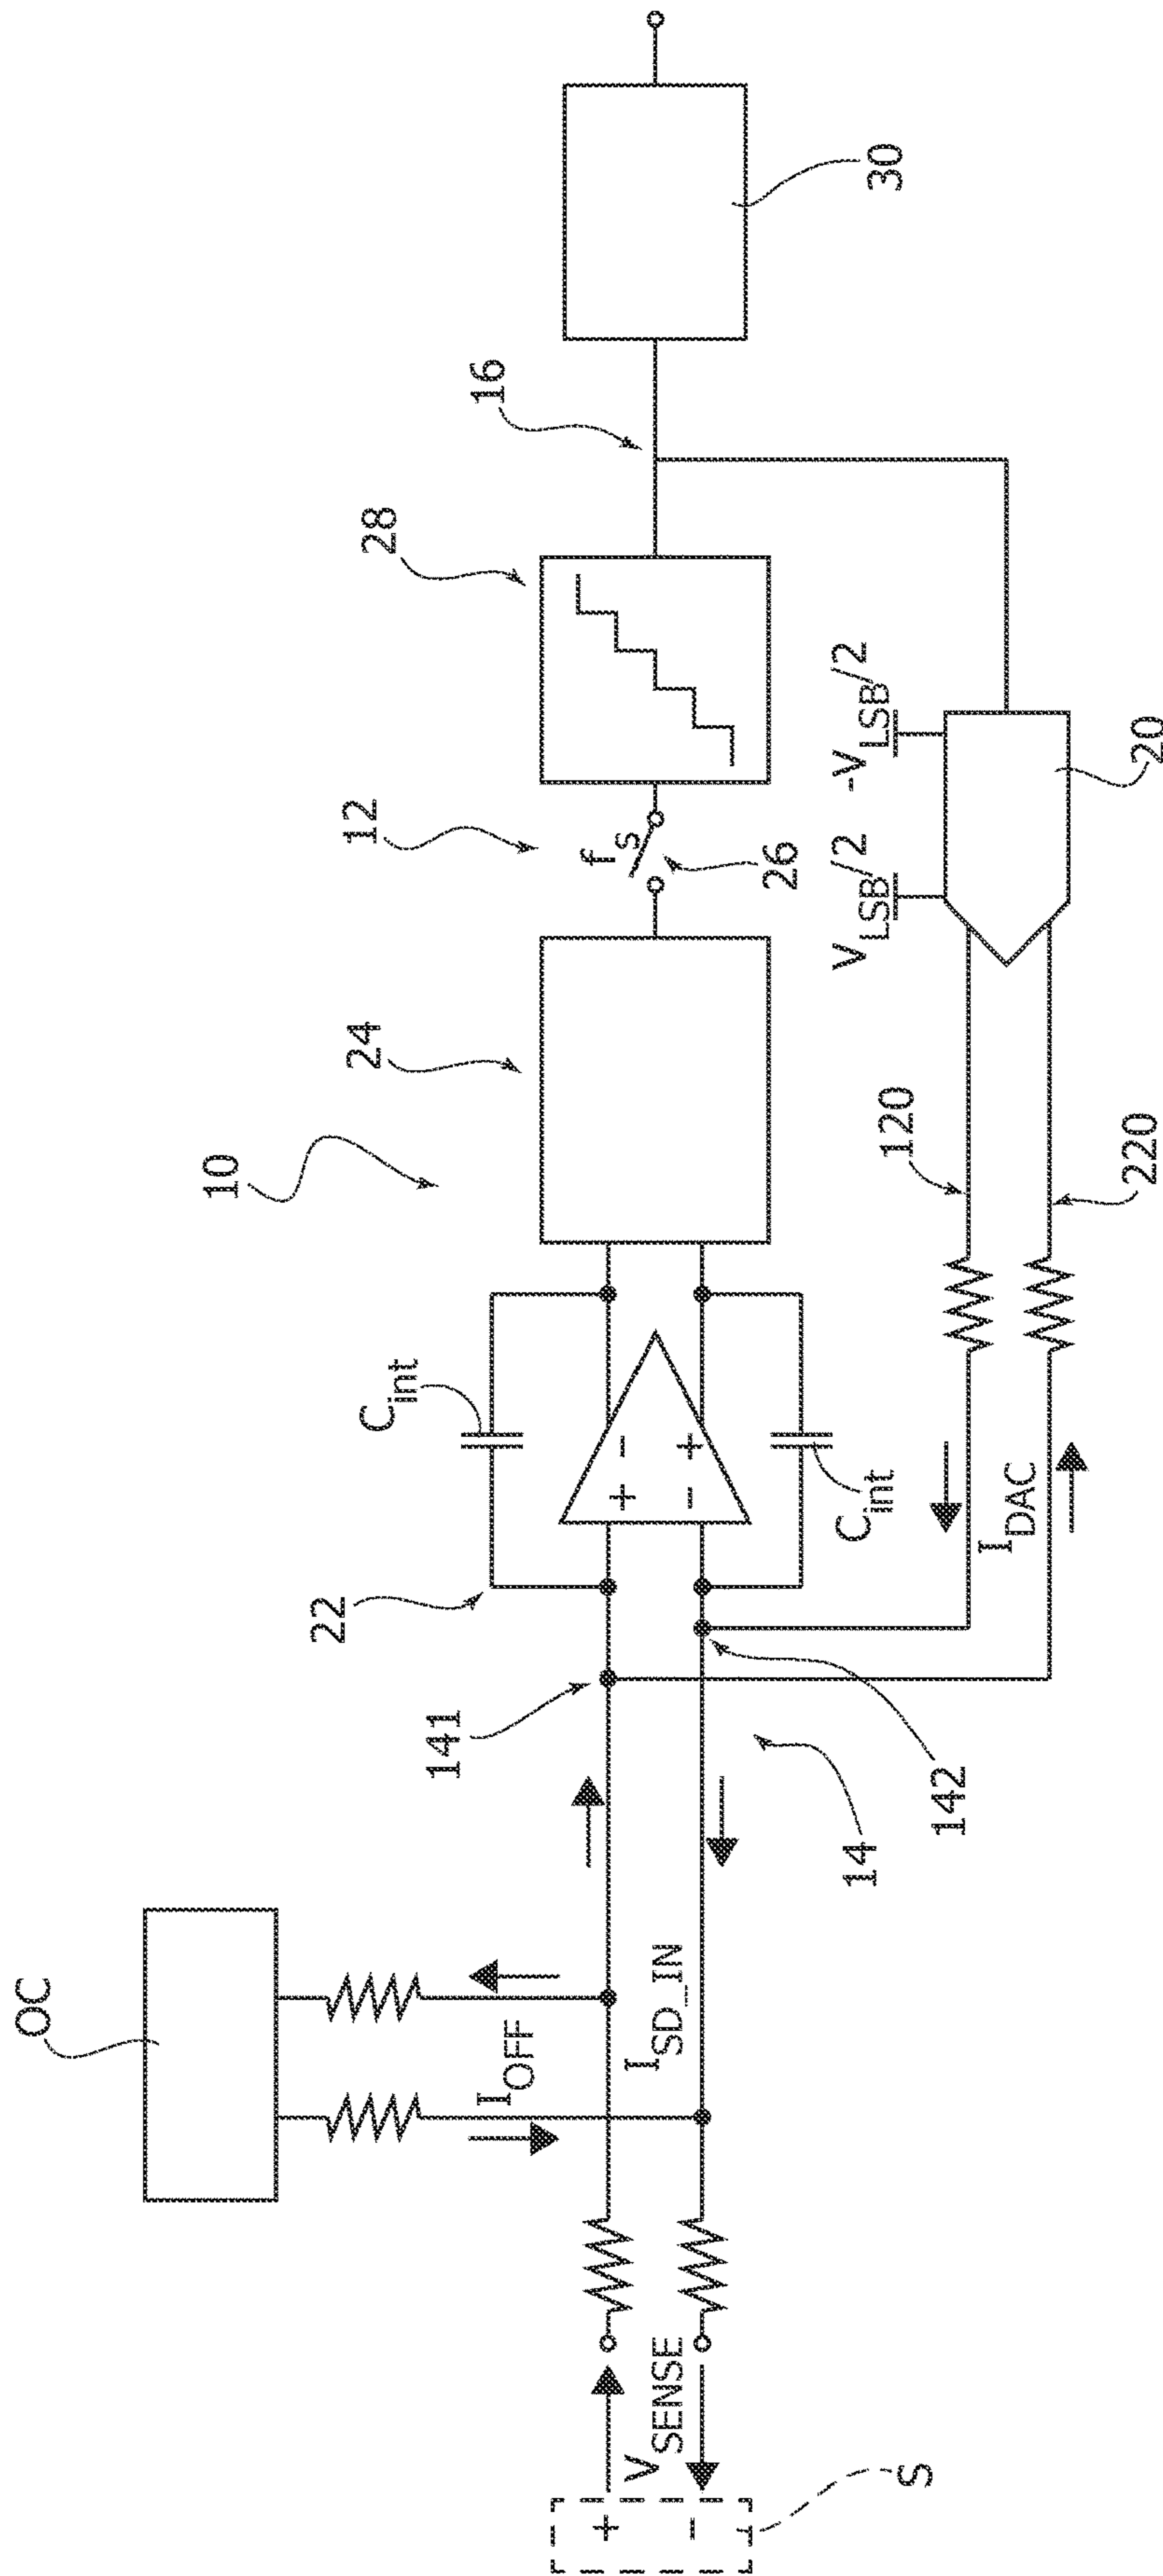 OC
10
24
12
28
16
30
C_int
22
141
I_OFF
I_SD_IN
V_SENSE
S
+
-
+
-
-
+
f_s
26
C_int
14
142
I_DAC
120
220
V_LSB/2
-V_LSB/2
20